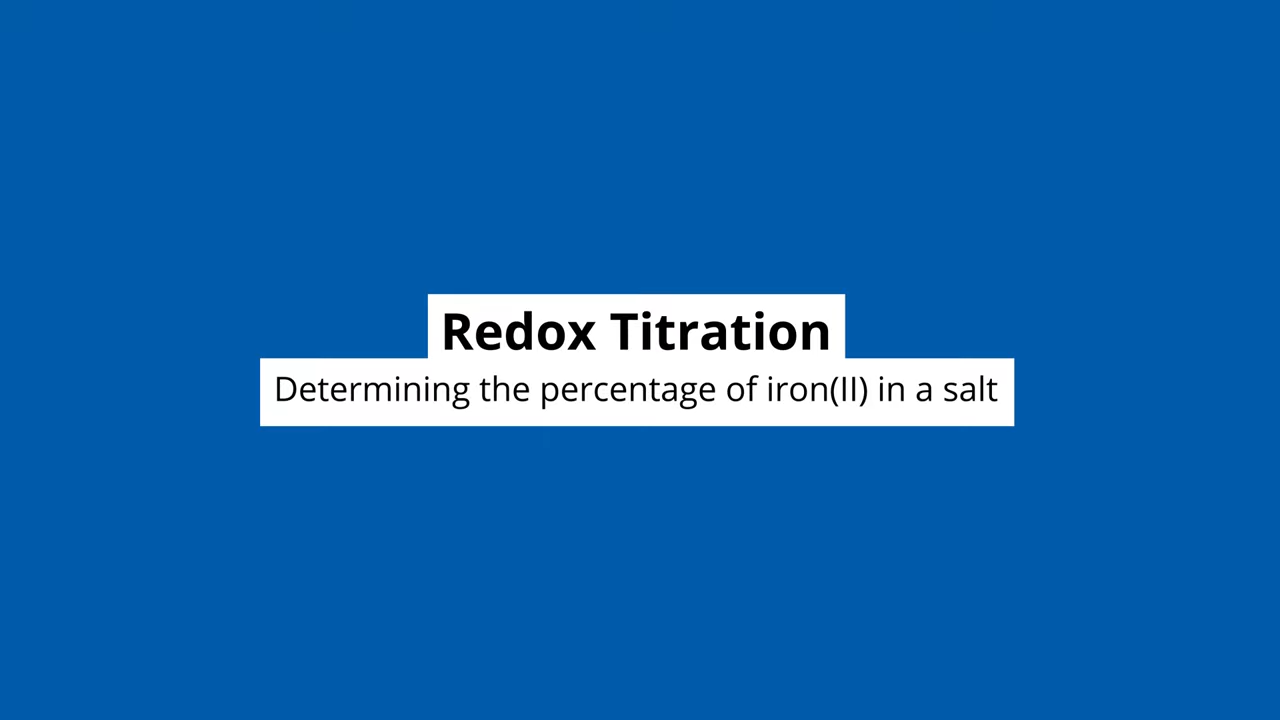 Redox Titration
Determining the percentage of iron(II) in a salt